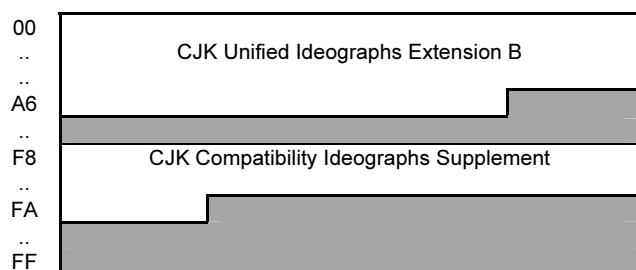 00
.. CJK Unified Ideographs Extension B
..
A6
..
F8 CJK Compatibility Ideographs Supplement
..
FA
..
FF